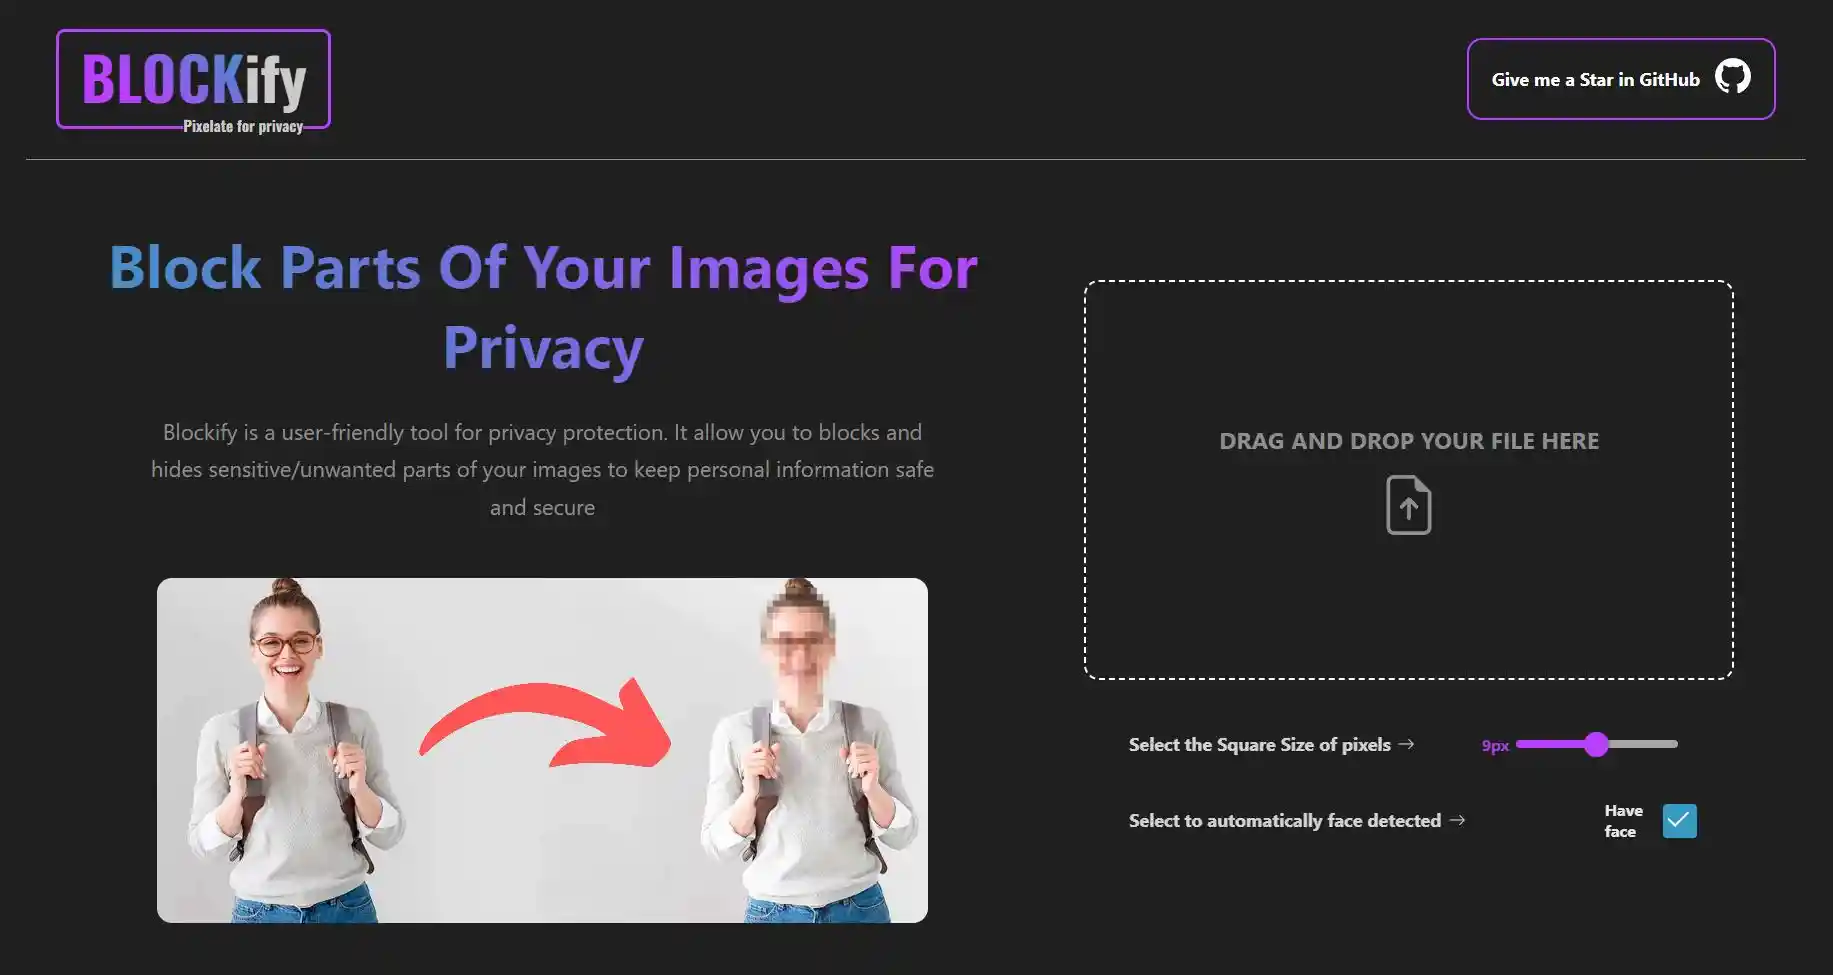 BLOCKify
Pixelate for privacy
Give me a Star in GitHub
Block Parts Of Your Images For
Privacy
Blockify is a user-friendly tool for privacy protection. It allow you to blocks and
hides sensitive/unwanted parts of your images to keep personal information safe
and secure
DRAG AND DROP YOUR FILE HERE
Select the Square Size of pixels →
9px
Select to automatically face detected →
Have
face